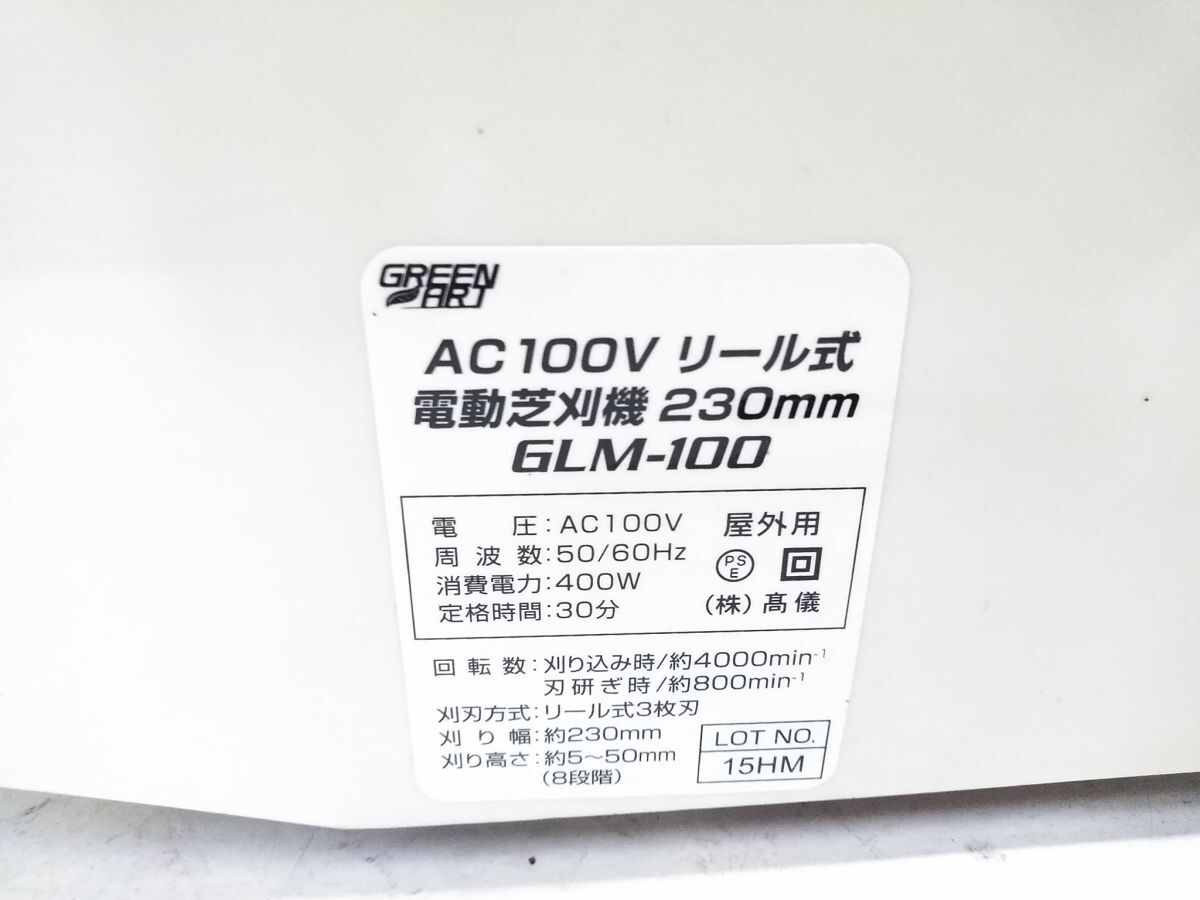 GREEN ART
AC100V リール式
電動芝刈機 230mm
GLM-100
電圧:AC100V
周波数:50/60Hz
消費電力:400W
定格時間:30分
屋外用
PSE
(株)髙儀
回転数:刈り込み時/約4000min⁻¹
刃研ぎ時/約800min⁻¹
刈刃方式:リール式3枚刃
刈り幅:約230mm
刈り高さ:約5~50mm
(8段階)
LOT NO.
15HM